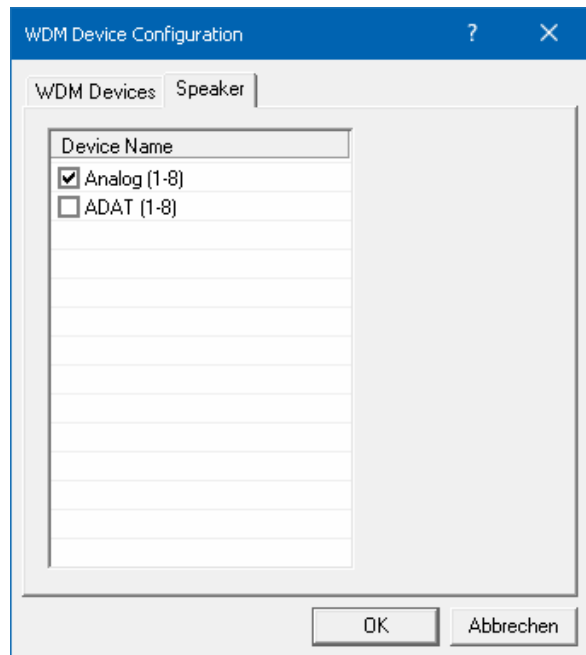 WDM Device Configuration ?
WDM Devices Speaker
Device Name
Analog (1-8)
ADAT (1-8)
OK Abbrechen